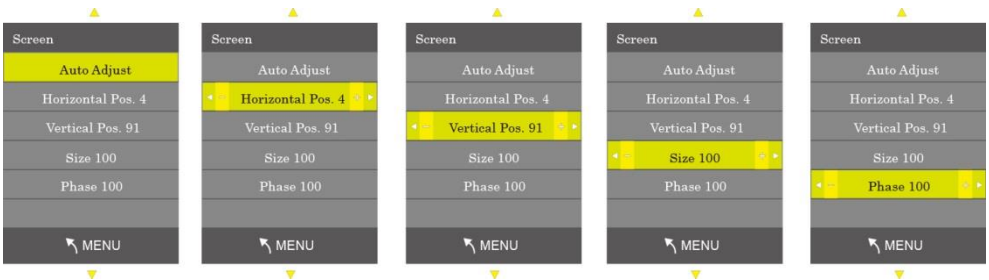 Screen
Auto Adjust
Horizontal Pos. 4
Vertical Pos. 91
Size 100
Phase 100
MENU
Screen
Auto Adjust
Horizontal Pos. 4
Vertical Pos. 91
Size 100
Phase 100
MENU
Screen
Auto Adjust
Horizontal Pos. 4
Vertical Pos. 91
Size 100
Phase 100
MENU
Screen
Auto Adjust
Horizontal Pos. 4
Vertical Pos. 91
Size 100
Phase 100
MENU
Screen
Auto Adjust
Horizontal Pos. 4
Vertical Pos. 91
Size 100
Phase 100
MENU